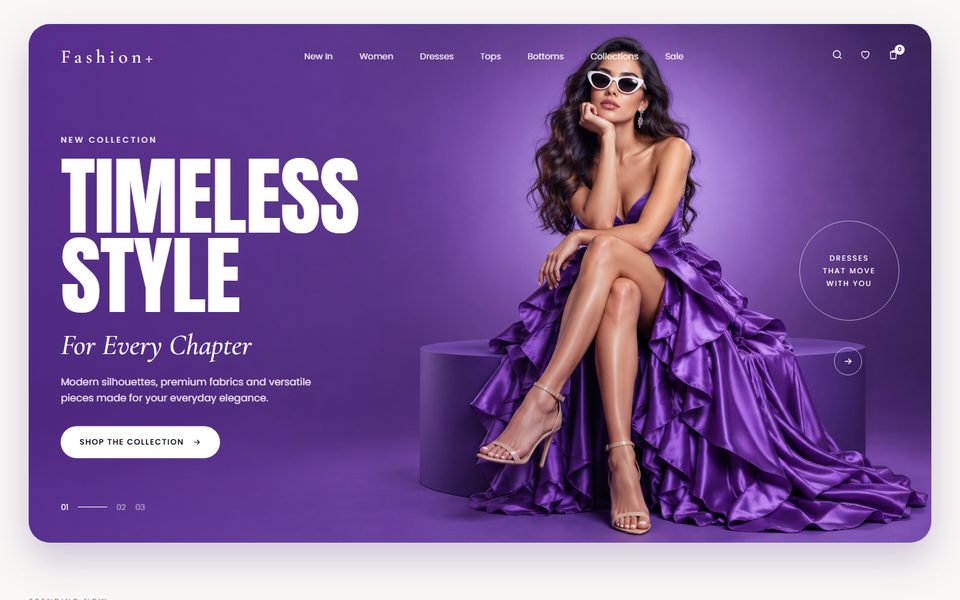 Fashion+
New In Women Dresses Tops Bottoms Collections Sale
0
NEW COLLECTION
TIMELESS
STYLE
For Every Chapter
Modern silhouettes, premium fabrics and versatile
pieces made for your everyday elegance.
SHOP THE COLLECTION →
DRESSES
THAT MOVE
WITH YOU
→
01 02 03